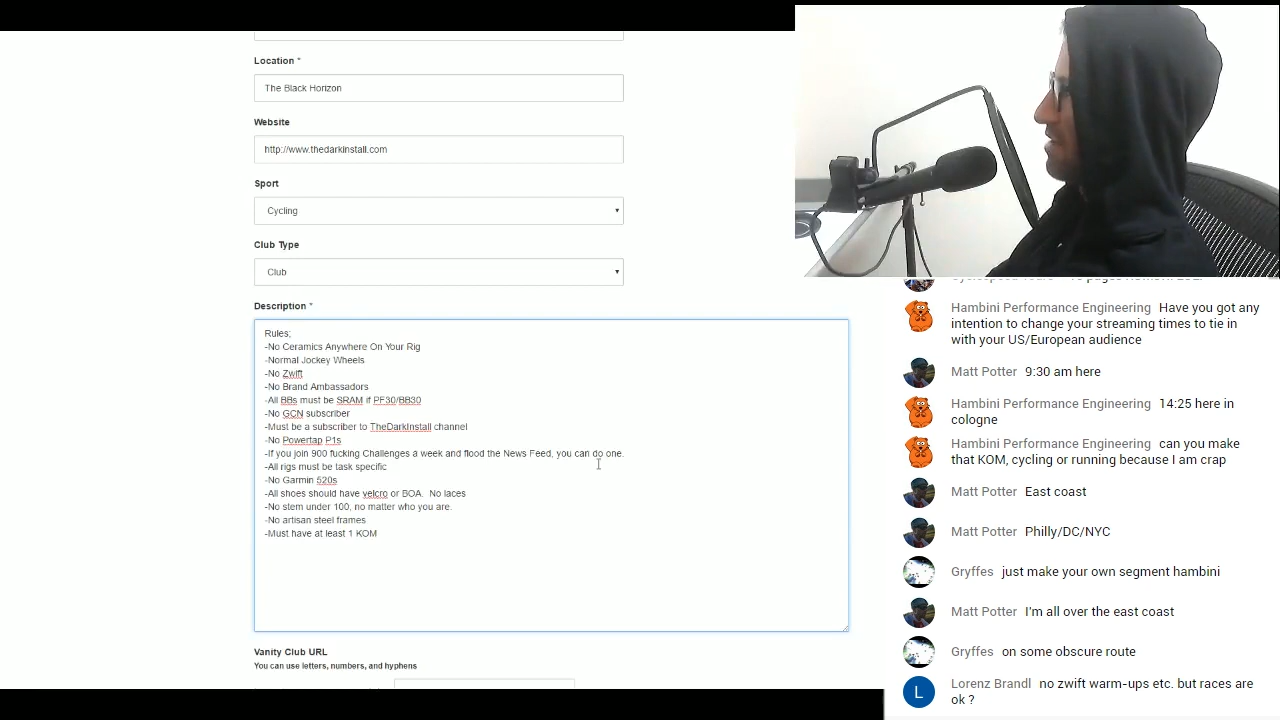 Location *
The Black Horizon
Website
http://www.thedarkinstall.com
Sport
Cycling
Club Type
Club
Description *
Rules;
-No Ceramics Anywhere On Your Rig
-Normal Jockey Wheels
-No Zwift
-No Brand Ambassadors
-All BBs must be SRAM if PF30/BB30
-No GCN subscriber
-Must be a subscriber to TheDarkInstall channel
-No Powertap P1s
-If you join 900 fucking Challenges a week and flood the News Feed, you can do one.
-All rigs must be task specific
-No Garmin 520s
-All shoes should have velcro or BOA.  No laces
-No stem under 100, no matter who you are.
-No artisan steel frames
-Must have at least 1 KOM
Vanity Club URL
You can use letters, numbers, and hyphens
Hambini Performance Engineering Have you got any
intention to change your streaming times to tie in
with your US/European audience
Matt Potter 9:30 am here
Hambini Performance Engineering 14:25 here in
cologne
Hambini Performance Engineering can you make
that KOM, cycling or running because I am crap
Matt Potter East coast
Matt Potter Philly/DC/NYC
Gryffes just make your own segment hambini
Matt Potter I'm all over the east coast
Gryffes on some obscure route
L
Lorenz Brandl no zwift warm-ups etc. but races are
ok ?